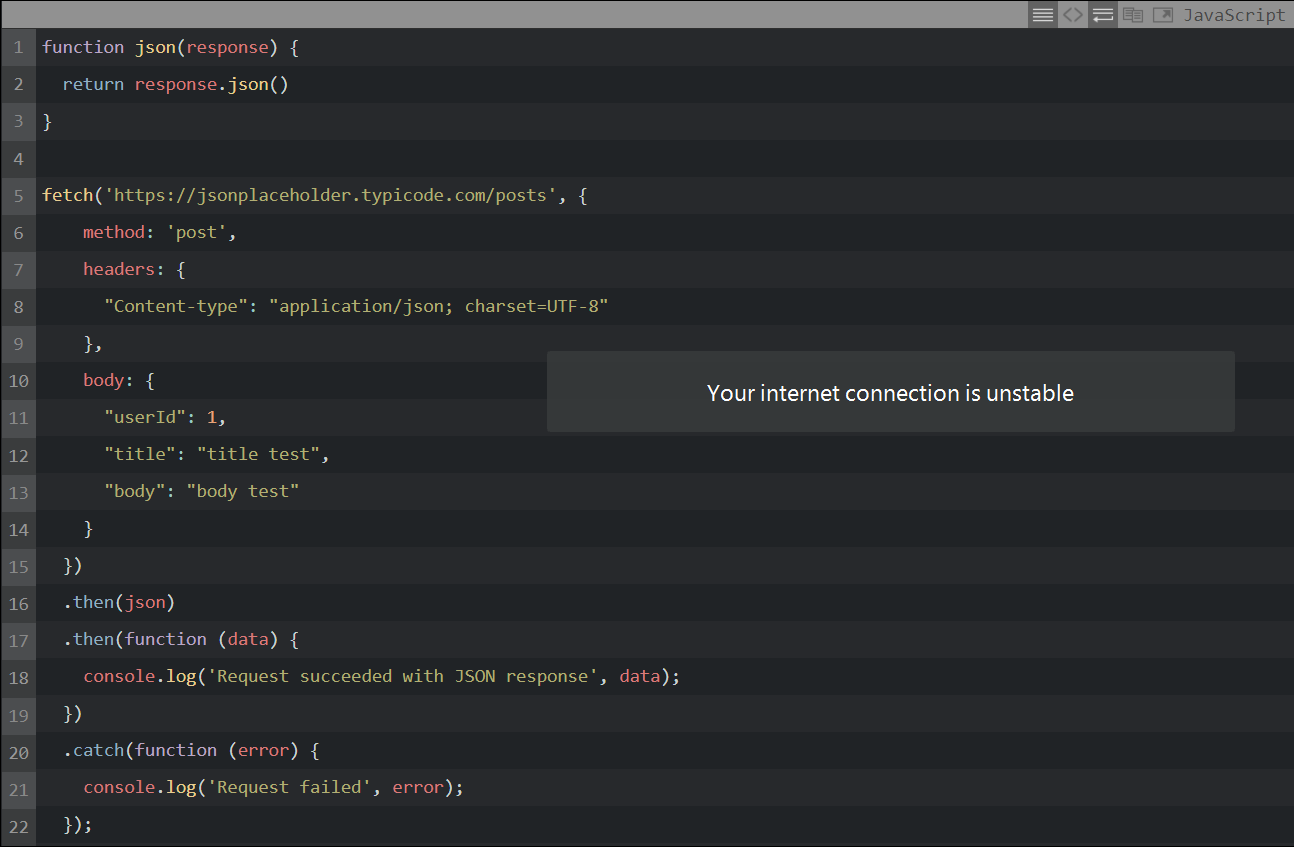 JavaScript
1 function json(response) {
2   return response.json()
3 }
4
5 fetch('https://jsonplaceholder.typicode.com/posts', {
6     method: 'post',
7     headers: {
8       "Content-type": "application/json; charset=UTF-8"
9     },
10     body: {
11       "userId": 1,
12       "title": "title test",
13       "body": "body test"
14     }
15   })
16   .then(json)
17   .then(function (data) {
18     console.log('Request succeeded with JSON response', data);
19   })
20   .catch(function (error) {
21     console.log('Request failed', error);
22   });
Your internet connection is unstable